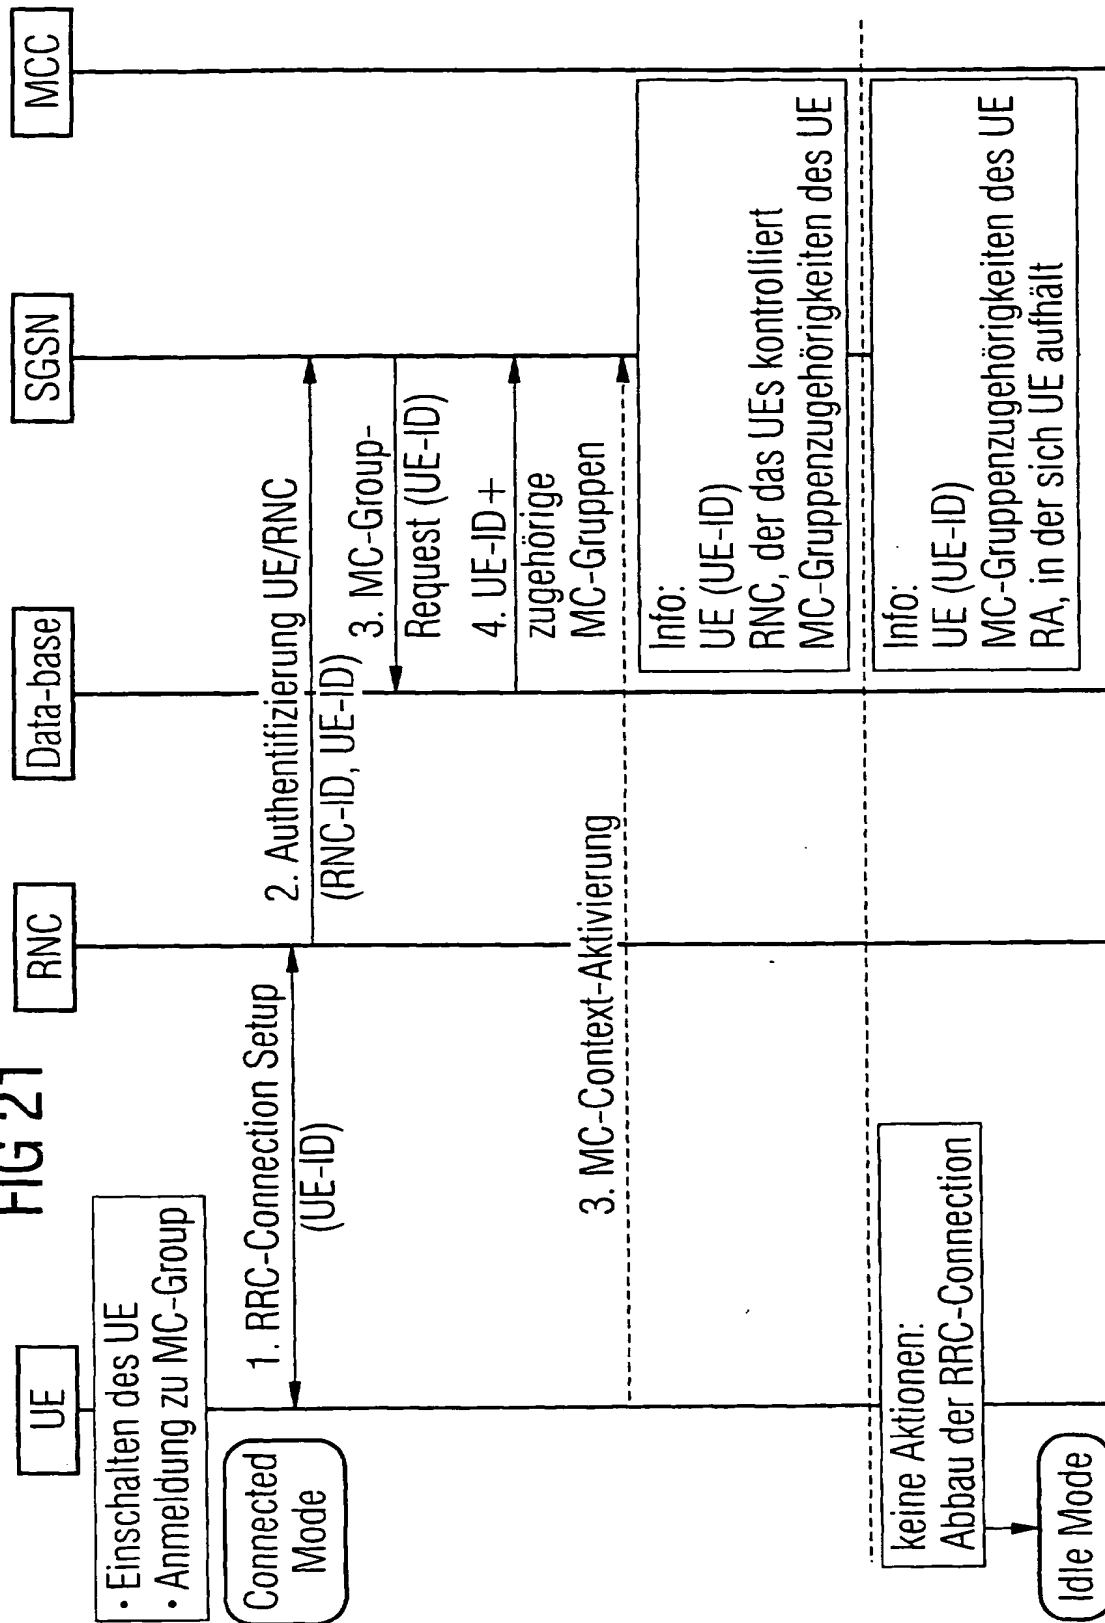 FIG 21
UE
RNC
Data-base
SGSN
MCC
• Einschalten des UE
• Anmeldung zu MC-Group
Connected
Mode
1. RRC-Connection Setup
(UE-ID)
2. Authentifizierung UE/RNC
(RNC-ID, UE-ID)
3. MC-Group-
Request (UE-ID)
4. UE-ID+
zugehörige
MC-Gruppen
3. MC-Context-Aktivierung
Info:
UE (UE-ID)
RNC, der das UEs kontrolliert
MC-Gruppenzugehörigkeiten des UE
keine Aktionen:
Abbau der RRC-Connection
Idle Mode
Info:
UE (UE-ID)
MC-Gruppenzugehörigkeiten des UE
RA, in der sich UE aufhält